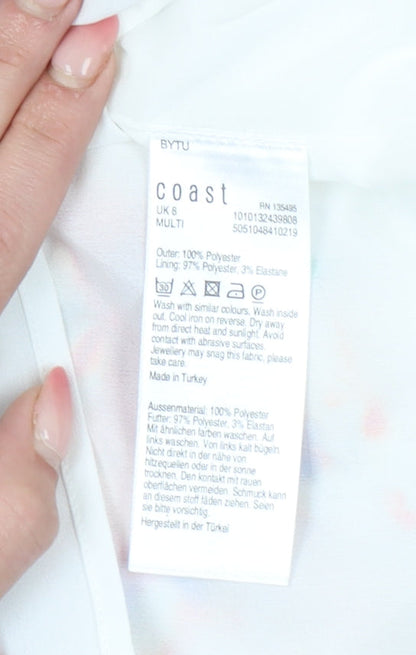 BYTU
coast
RN 135495
UK 8
1010132439808
MULTI
5051048410219
Outer: 100% Polyester
Lining: 97% Polyester, 3% Elastane
30
P
Wash with similar colours. Wash inside
out. Cool iron on reverse. Dry away
from direct heat and sunlight. Avoid
contact with abrasive surfaces.
Jewellery may snag this fabric, please
take care.
Made in Turkey
Aussenmaterial: 100% Polyester
Futter: 97% Polyester, 3% Elastan
Mit ähnlichen farben waschen. Auf
links waschen. Von links kalt bügeln.
Nicht direkt in der nähe von
hitzequellen oder in der sonne
trocknen. Den kontakt mit rauen
oberflächen vermeiden. Schmuck kann
an diesem stoff fäden ziehen. Seien
sie bitte vorsichtig.
Hergestellt in der Türkei